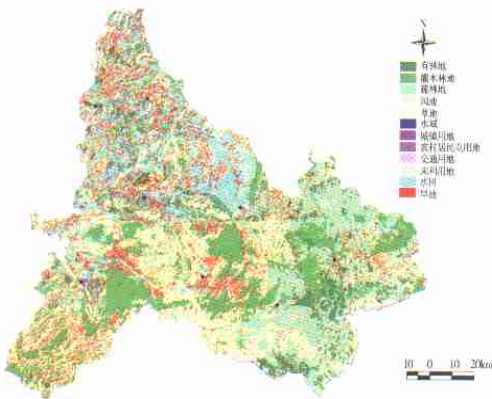 N
有林地
灌木林地
疏林地
园地
草地
水域
城镇用地
农村居民点用地
交通用地
未利用地
水田
旱地
10 0 10 20km